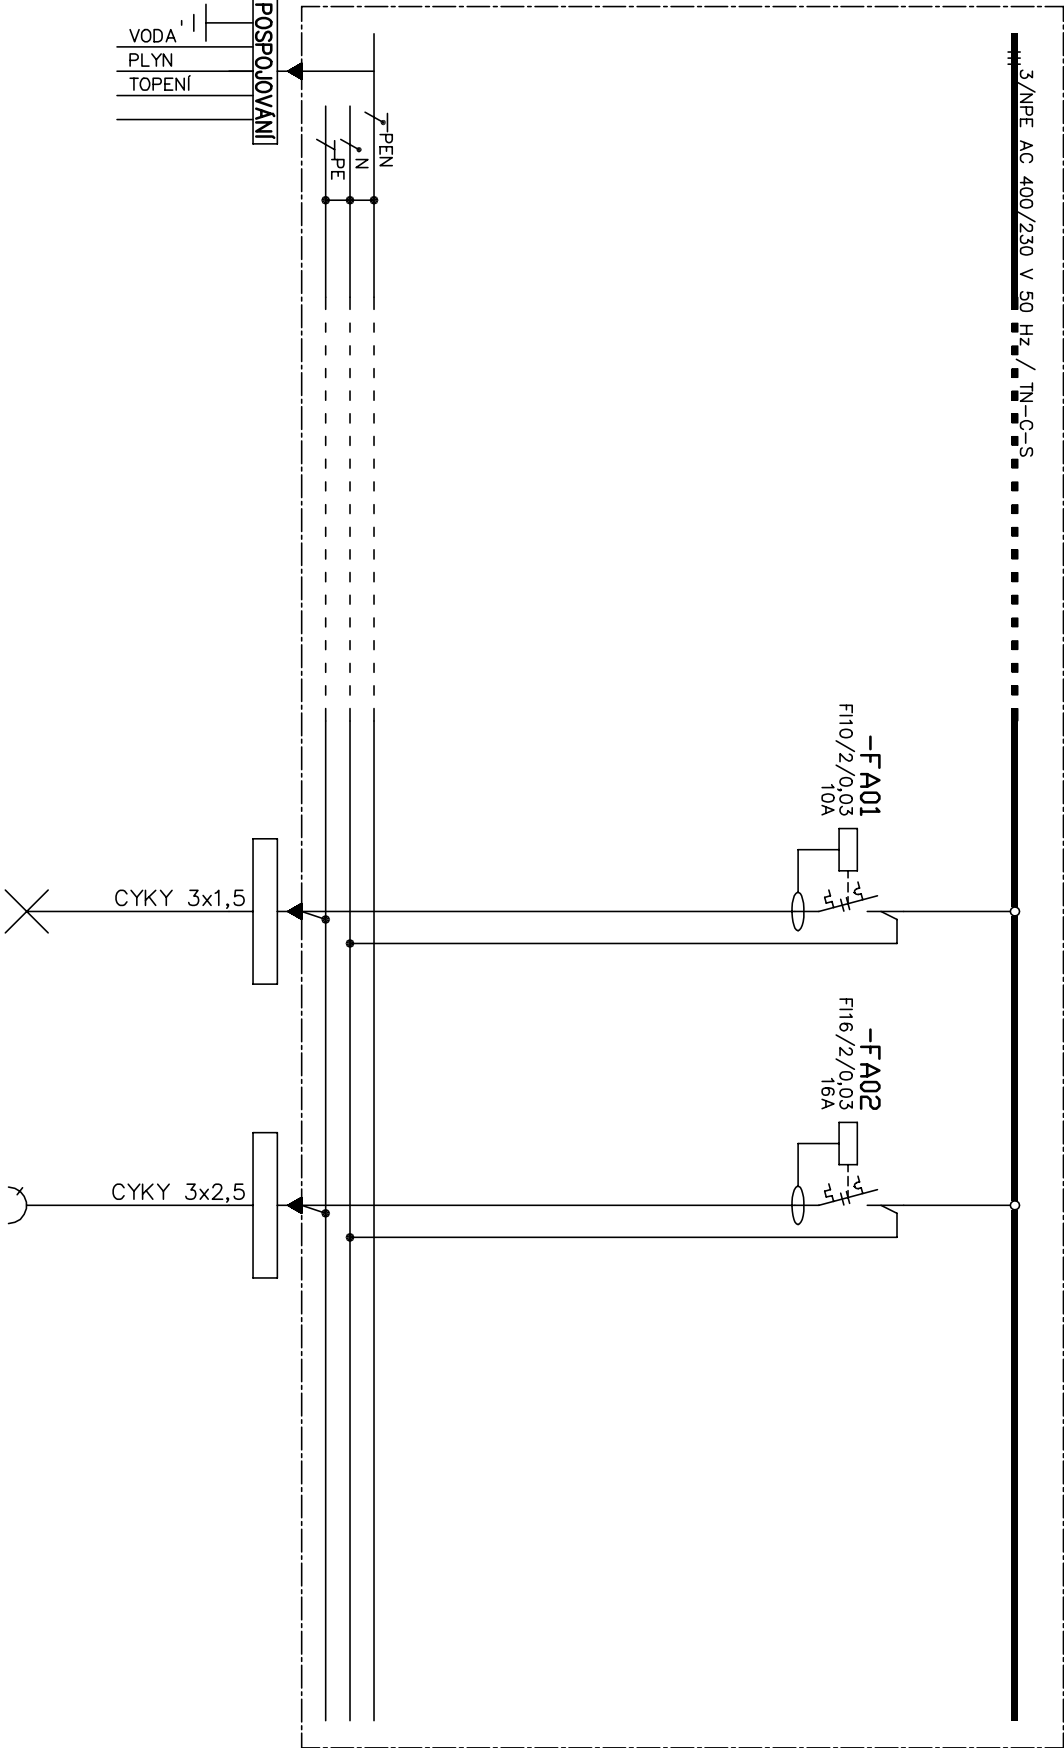 3/NPE AC 400/230 V 50 Hz / TN-C-S
POSPOJOVÁNÍ
VODA
PLYN
TOPENÍ
PEN
N
PE
-FA01
FI10/2/0,03
10A
CYKY 3x1,5
-FA02
FI16/2/0,03
16A
CYKY 3x2,5